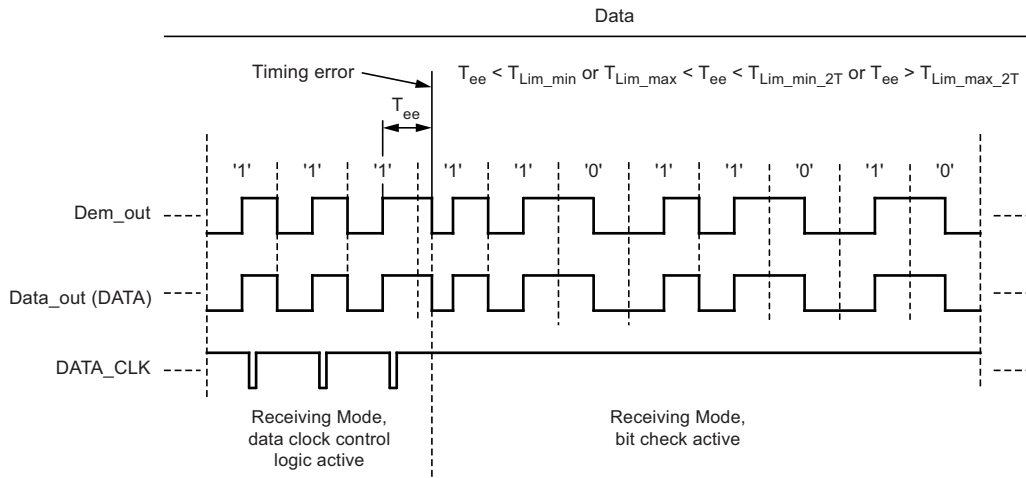 Data
Timing error
T_ee < T_Lim_min or T_Lim_max < T_ee < T_Lim_min_2T or T_ee > T_Lim_max_2T
T_ee
'1' '1' '1' '1' '1' '0' '1' '1' '0' '1' '0'
Dem_out
Data_out (DATA)
DATA_CLK
Receiving Mode,
data clock control
logic active
Receiving Mode,
bit check active